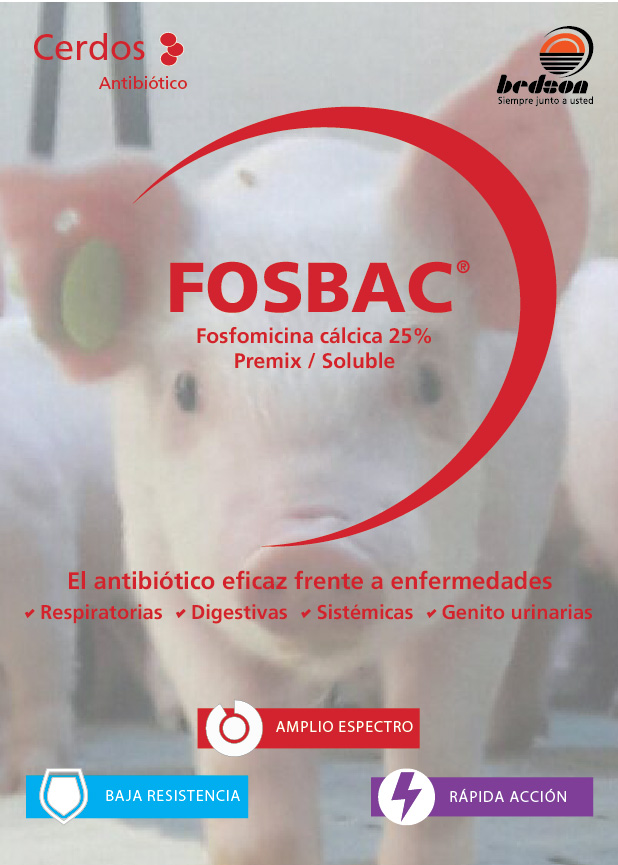 Cerdos
Antibiótico
bedson
Siempre junto a usted
FOSBAC®
Fosfomicina cálcica 25%
Premix / Soluble
El antibiótico eficaz frente a enfermedades
✔ Respiratorias ✔ Digestivas ✔ Sistémicas ✔ Genito urinarias
AMPLIO ESPECTRO
BAJA RESISTENCIA
RÁPIDA ACCIÓN